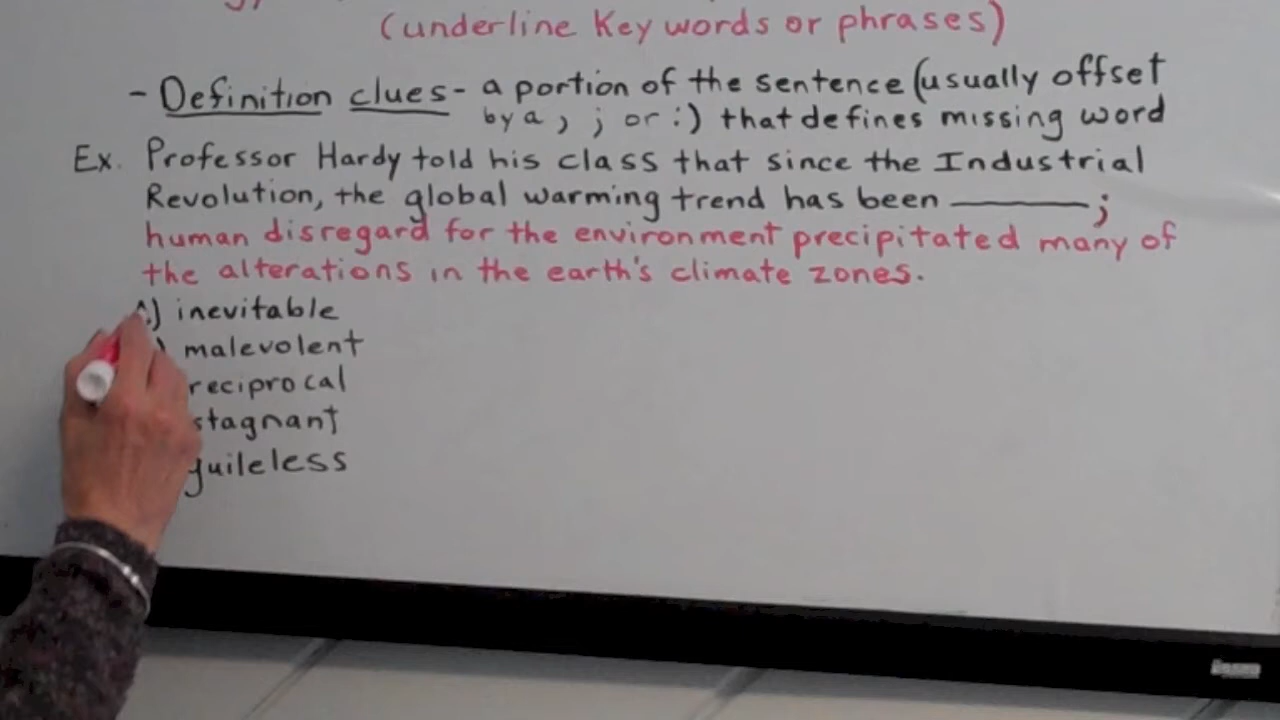 (underline Key words or phrases)
- Definition clues - a portion of the sentence (usually offset
by a , ; or :) that defines missing word
Ex. Professor Hardy told his class that since the Industrial
Revolution, the global warming trend has been ______;
human disregard for the environment precipitated many of
the alterations in the earth's climate zones.
A) inevitable
) malevolent
reciprocal
stagnant
guileless